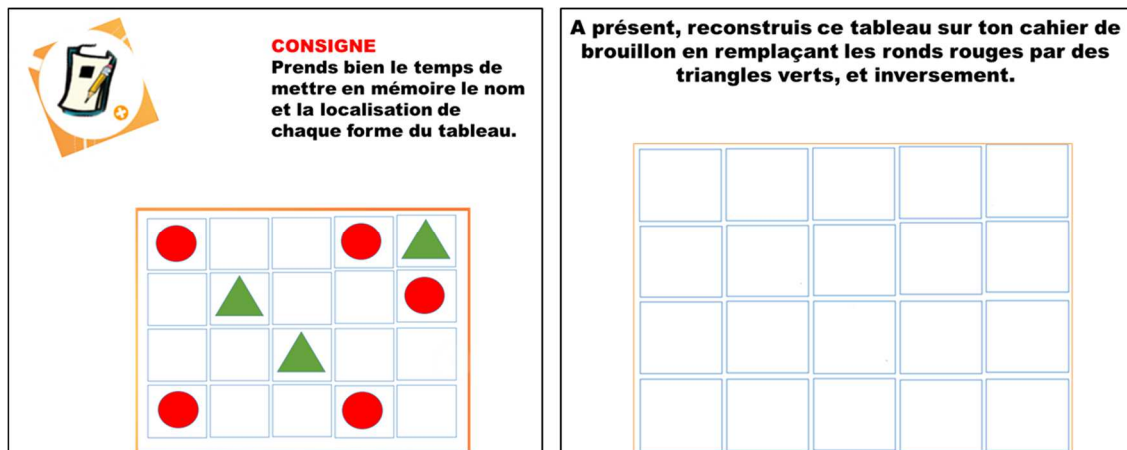 CONSIGNE
Prends bien le temps de
mettre en mémoire le nom
et la localisation de
chaque forme du tableau.
A présent, reconstruis ce tableau sur ton cahier de
brouillon en remplaçant les ronds rouges par des
triangles verts, et inversement.